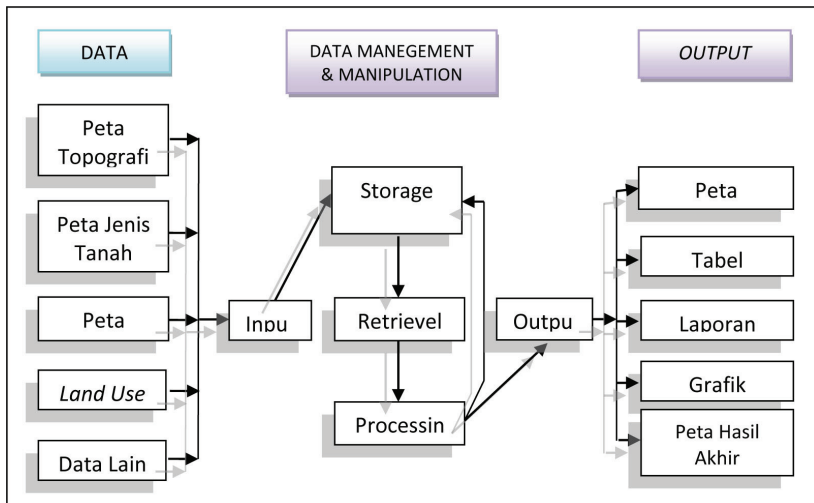 DATA
DATA MANEGEMENT
& MANIPULATION
OUTPUT
Peta
Topografi
Peta Jenis
Tanah
Peta
Land Use
Data Lain
Inpu
Storage
Retrievel
Processin
Outpu
Peta
Tabel
Laporan
Grafik
Peta Hasil
Akhir